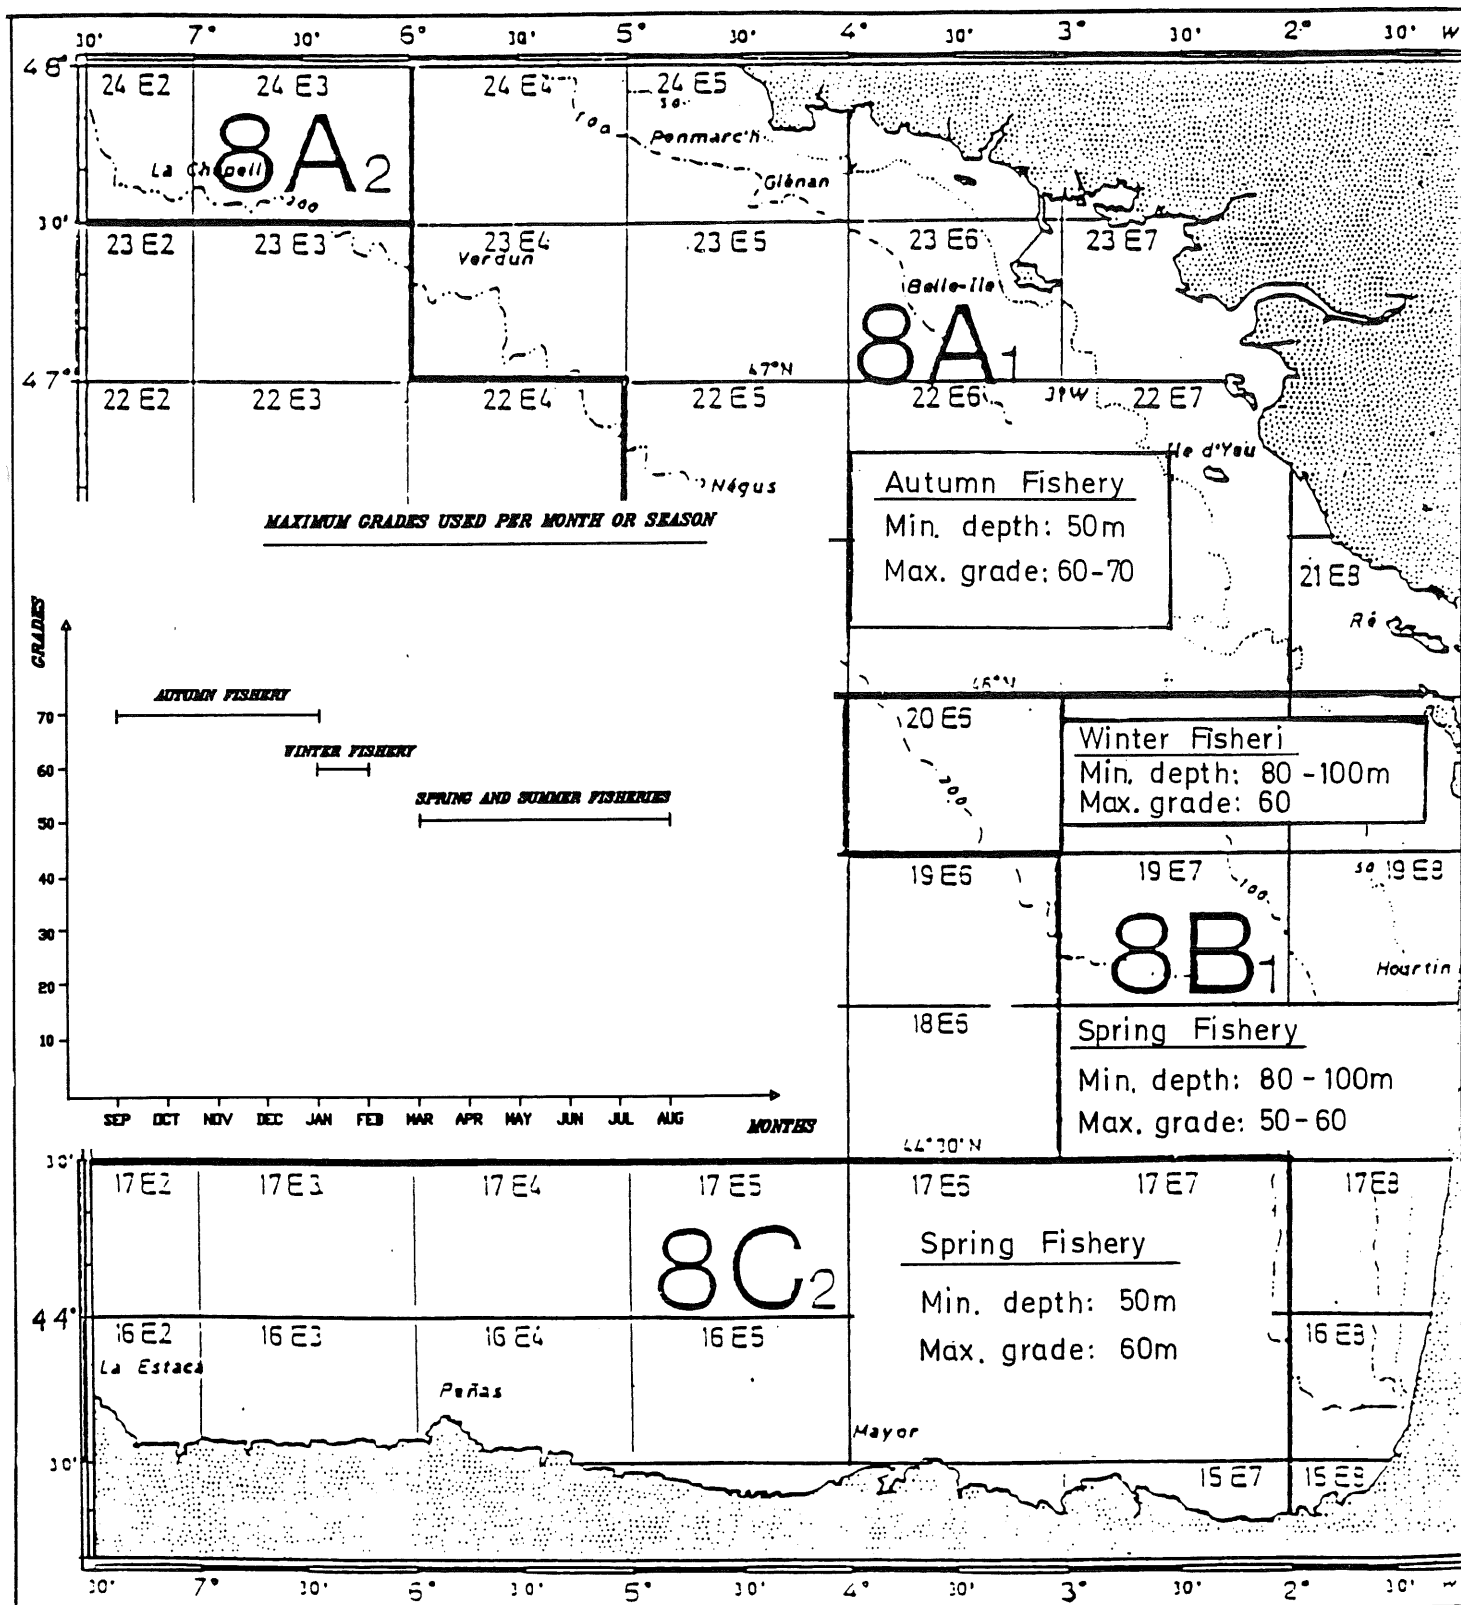 30' 7° 30' 6° 30' 5° 30' 4° 30' 3° 30' 2° 30' W
48°
24 E2 24 E3 24 E4 24 E5
50
100
Penmarc'h
8A2
La Chapell
Glénan
200
30'
23 E2 23 E3 23 E4 23 E5 23 E6 23 E7
Verdun
Belle-Ile
8A1
47°N
47°
22 E2 22 E3 22 E4 22 E5 22 E6 3°W 22 E7
Ile d'Yeu
Négus
Autumn Fishery
Min. depth: 50m
Max. grade: 60-70
MAXIMUM GRADES USED PER MONTH OR SEASON
21 E8
Ré
GRADES
46°N
AUTUMN FISHERY
70
20 E6
WINTER FISHERY
60
200
Winter Fisheri
Min. depth: 80-100m
Max. grade: 60
SPRING AND SUMMER FISHERIES
50
40
19 E6 19 E7 50 19 E8
100
30
8B1
Hourtin
20
18 E6
10
Spring Fishery
Min. depth: 80-100m
Max. grade: 50-60
SEP OCT NOV DEC JAN FEB MAR APR MAY JUN JUL AUG
MONTHS
44°30'N
30'
17 E2 17 E3 17 E4 17 E5 17 E6 17 E7 17 E8
8C2
Spring Fishery
Min. depth: 50m
Max. grade: 60m
44°
16 E2 16 E3 16 E4 16 E5 16 E8
La Estaca
Peñas
Mayor
30'
15 E7 15 E8
30' 7° 30' 6° 30' 5° 30' 4° 30' 3° 30' 2° 30' W